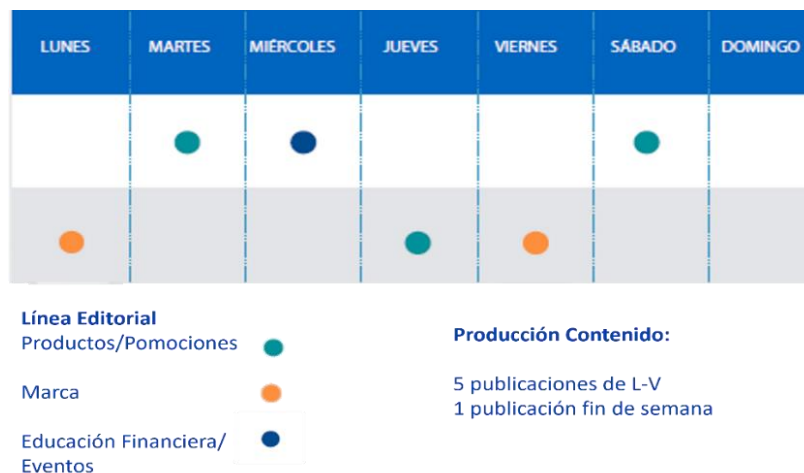 LUNES MARTES MIÉRCOLES JUEVES VIERNES SÁBADO DOMINGO
Línea Editorial
Productos/Pomociones
Marca
Educación Financiera/
Eventos
Producción Contenido:
5 publicaciones de L-V
1 publicación fin de semana